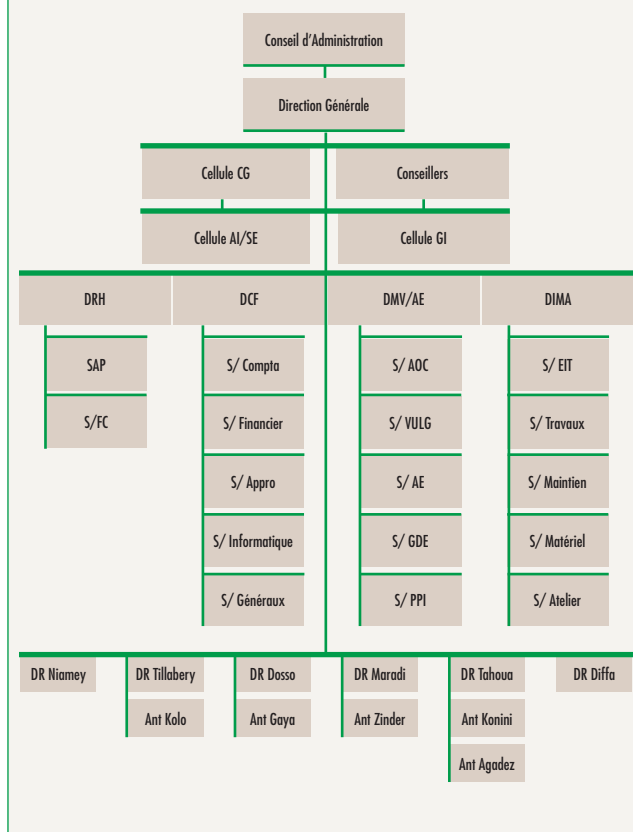 Conseil d'Administration
Direction Générale
Cellule CG
Conseillers
Cellule AI/SE
Cellule GI
DRH
DCF
DMV/AE
DIMA
SAP
S/ Compta
S/ AOC
S/ EIT
S/FC
S/ Financier
S/ VULG
S/ Travaux
S/ Appro
S/ AE
S/ Maintien
S/ Informatique
S/ GDE
S/ Matériel
S/ Généraux
S/ PPI
S/ Atelier
DR Niamey
DR Tillabery
DR Dosso
DR Maradi
DR Tahoua
DR Diffa
Ant Kolo
Ant Gaya
Ant Zinder
Ant Konini
Ant Agadez